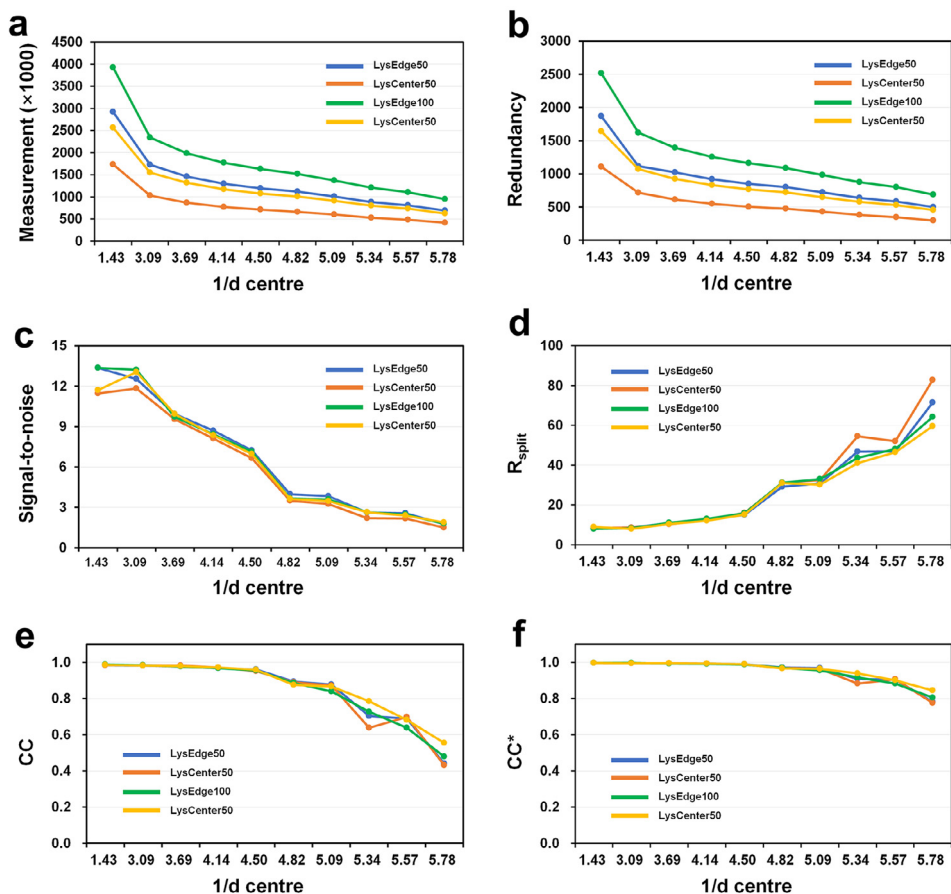 a
Measurement (×1000)
4500
4000
3500
3000
2500
2000
1500
1000
500
0
LysEdge50
LysCenter50
LysEdge100
LysCenter50
1.43 3.09 3.69 4.14 4.50 4.82 5.09 5.34 5.57 5.78
1/d centre
b
Redundancy
3000
2500
2000
1500
1000
500
0
LysEdge50
LysCenter50
LysEdge100
LysCenter50
1.43 3.09 3.69 4.14 4.50 4.82 5.09 5.34 5.57 5.78
1/d centre
c
Signal-to-noise
15
12
9
6
3
0
LysEdge50
LysCenter50
LysEdge100
LysCenter50
1.43 3.09 3.69 4.14 4.50 4.82 5.09 5.34 5.57 5.78
1/d centre
d
Rsplit
100
80
60
40
20
0
LysEdge50
LysCenter50
LysEdge100
LysCenter50
1.43 3.09 3.69 4.14 4.50 4.82 5.09 5.34 5.57 5.78
1/d centre
e
CC
1.0
0.8
0.6
0.4
0.2
0.0
LysEdge50
LysCenter50
LysEdge100
LysCenter50
1.43 3.09 3.69 4.14 4.50 4.82 5.09 5.34 5.57 5.78
1/d centre
f
CC*
1.0
0.8
0.6
0.4
0.2
0.0
LysEdge50
LysCenter50
LysEdge100
LysCenter50
1.43 3.09 3.69 4.14 4.50 4.82 5.09 5.34 5.57 5.78
1/d centre